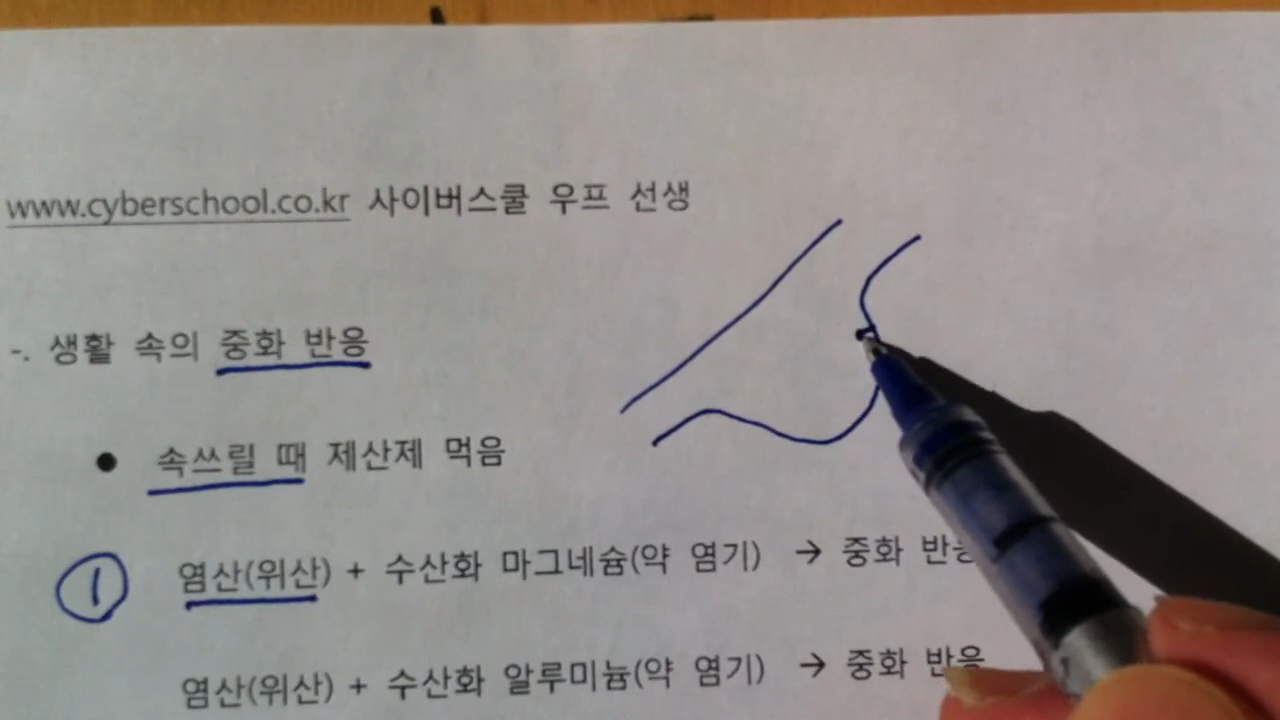 www.cyberschool.co.kr 사이버스쿨 우프 선생
-. 생활 속의 중화 반응
● 속쓰릴 때 제산제 먹음
① 염산(위산) + 수산화 마그네슘(약 염기) → 중화 반응
염산(위산) + 수산화 알루미늄(약 염기) → 중화 반응